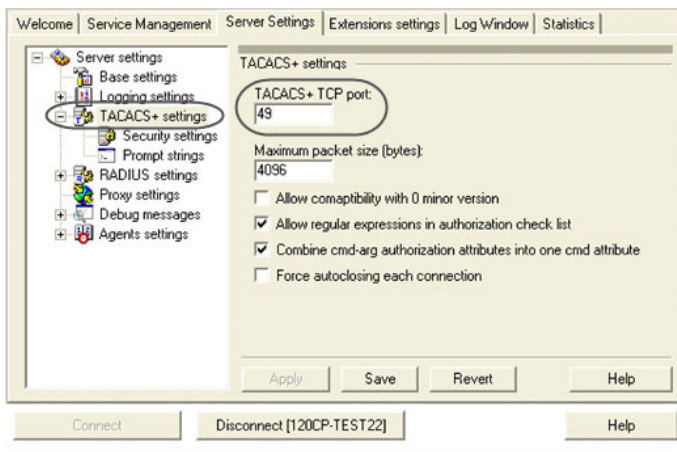 Welcome Service Management Server Settings Extensions settings Log Window Statistics
Server settings
Base settings
Logging settings
TACACS+ settings
Security settings
Prompt strings
RADIUS settings
Proxy settings
Debug messages
Agents settings
TACACS+ settings
TACACS+ TCP port:
49
Maximum packet size (bytes):
4096
Allow comaptibility with 0 minor version
Allow regular expressions in authorization check list
Combine cmd-arg authorization attributes into one cmd attribute
Force autoclosing each connection
Apply Save Revert Help
Connect Disconnect [120CP-TEST22] Help